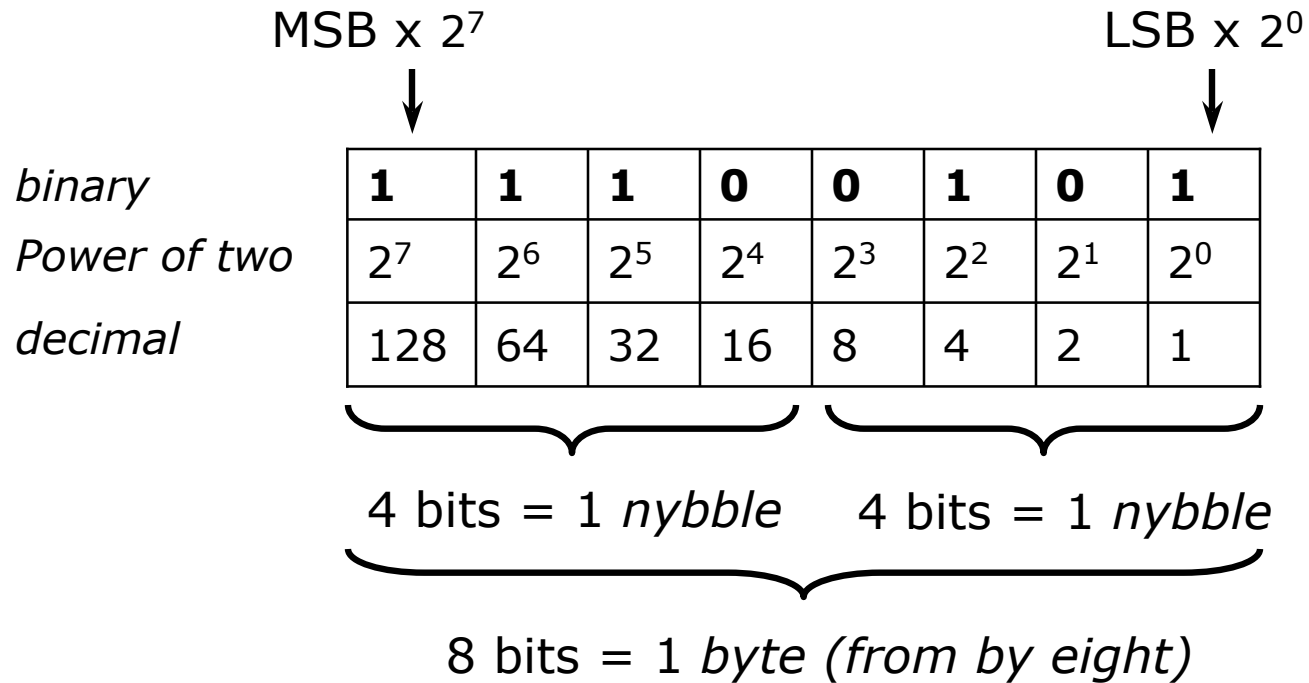 MSB x 2⁷ LSB x 2⁰
binary 1 1 1 0 0 1 0 1
Power of two 2⁷ 2⁶ 2⁵ 2⁴ 2³ 2² 2¹ 2⁰
decimal 128 64 32 16 8 4 2 1
4 bits = 1 nybble 4 bits = 1 nybble
8 bits = 1 byte (from by eight)